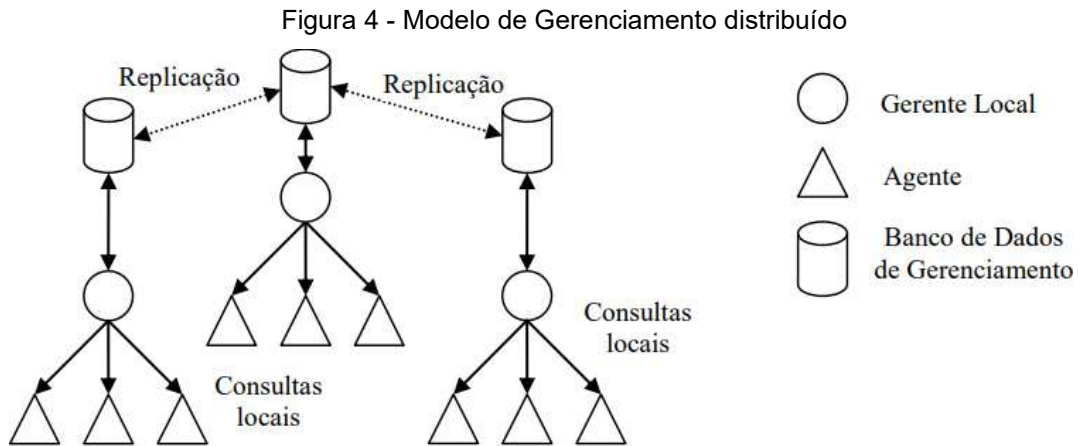 Figura 4 - Modelo de Gerenciamento distribuído
Replicação
Replicação
Gerente Local
Agente
Banco de Dados
de Gerenciamento
Consultas
locais
Consultas
locais